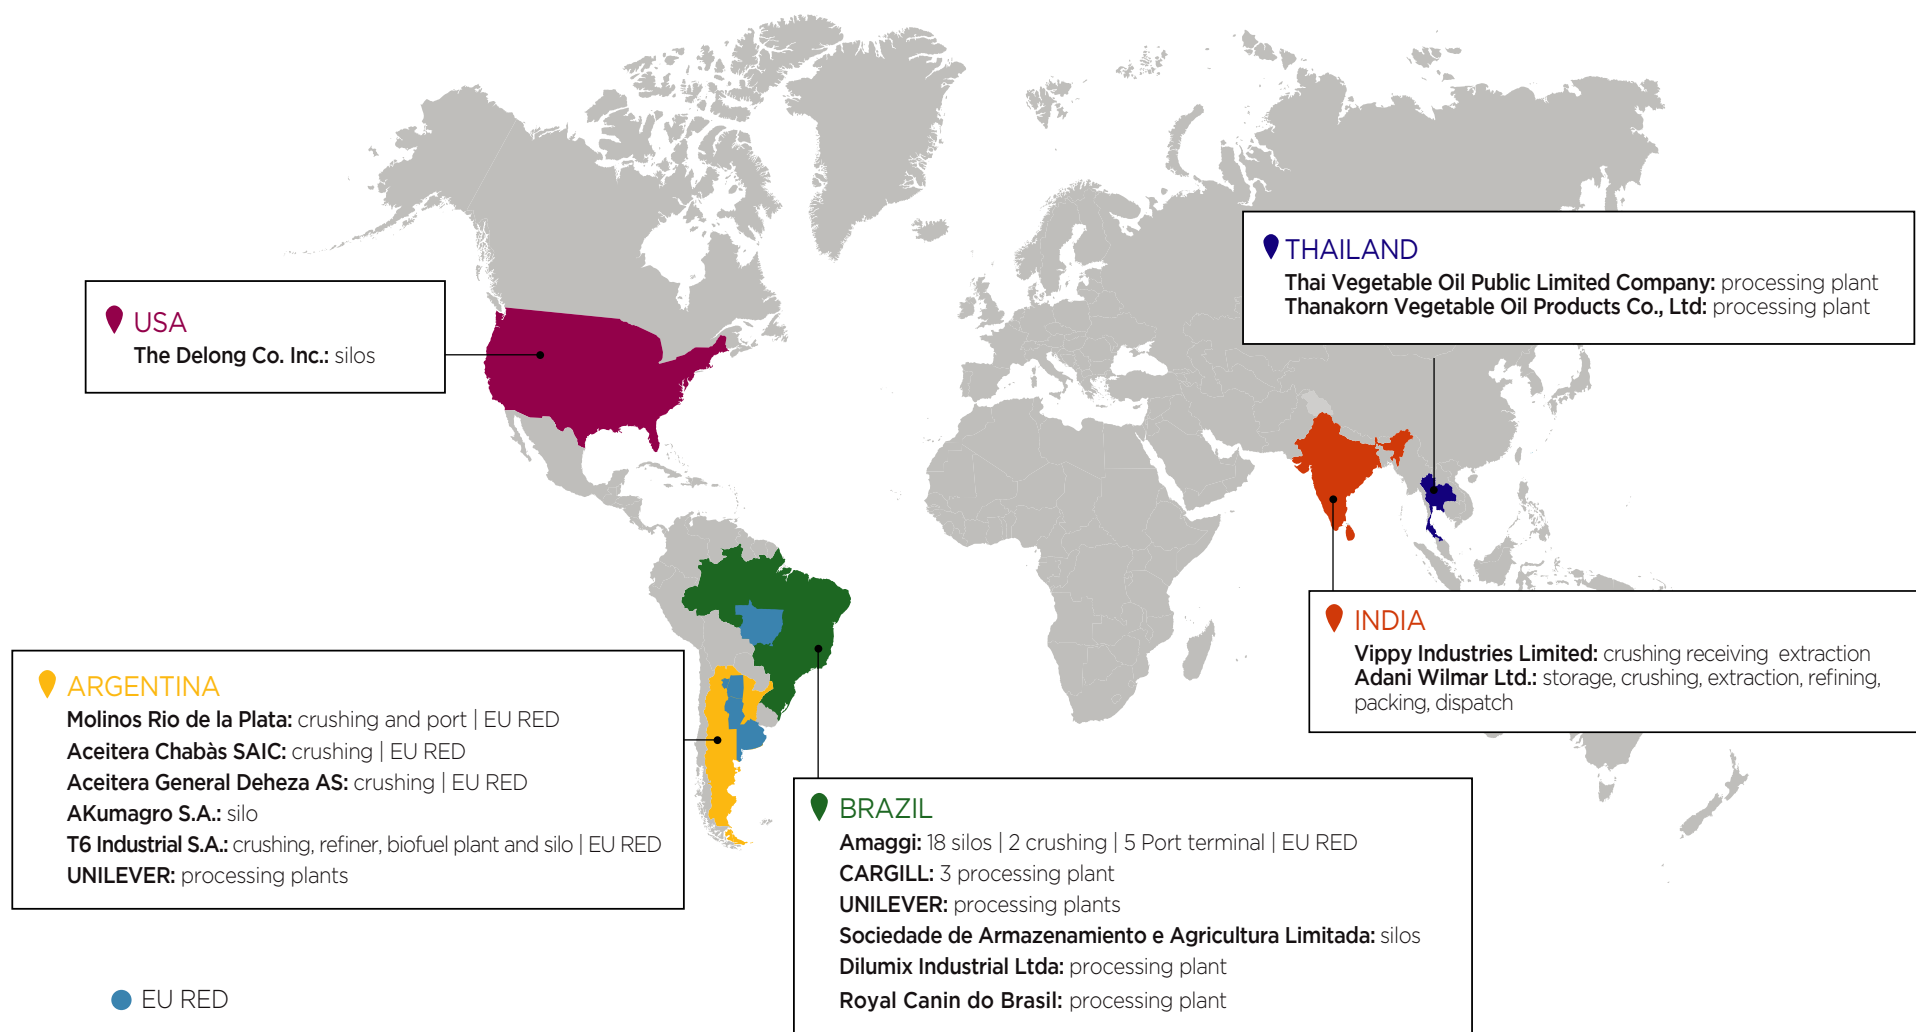 USA
The Delong Co. Inc.: silos
THAILAND
Thai Vegetable Oil Public Limited Company: processing plant
Thanakorn Vegetable Oil Products Co., Ltd: processing plant
INDIA
Vippy Industries Limited: crushing receiving extraction
Adani Wilmar Ltd.: storage, crushing, extraction, refining,
packing, dispatch
ARGENTINA
Molinos Rio de la Plata: crushing and port | EU RED
Aceitera Chabàs SAIC: crushing | EU RED
Aceitera General Deheza AS: crushing | EU RED
AKumagro S.A.: silo
T6 Industrial S.A.: crushing, refiner, biofuel plant and silo | EU RED
UNILEVER: processing plants
BRAZIL
Amaggi: 18 silos | 2 crushing | 5 Port terminal | EU RED
CARGILL: 3 processing plant
UNILEVER: processing plants
Sociedade de Armazenamiento e Agricultura Limitada: silos
Dilumix Industrial Ltda: processing plant
Royal Canin do Brasil: processing plant
EU RED